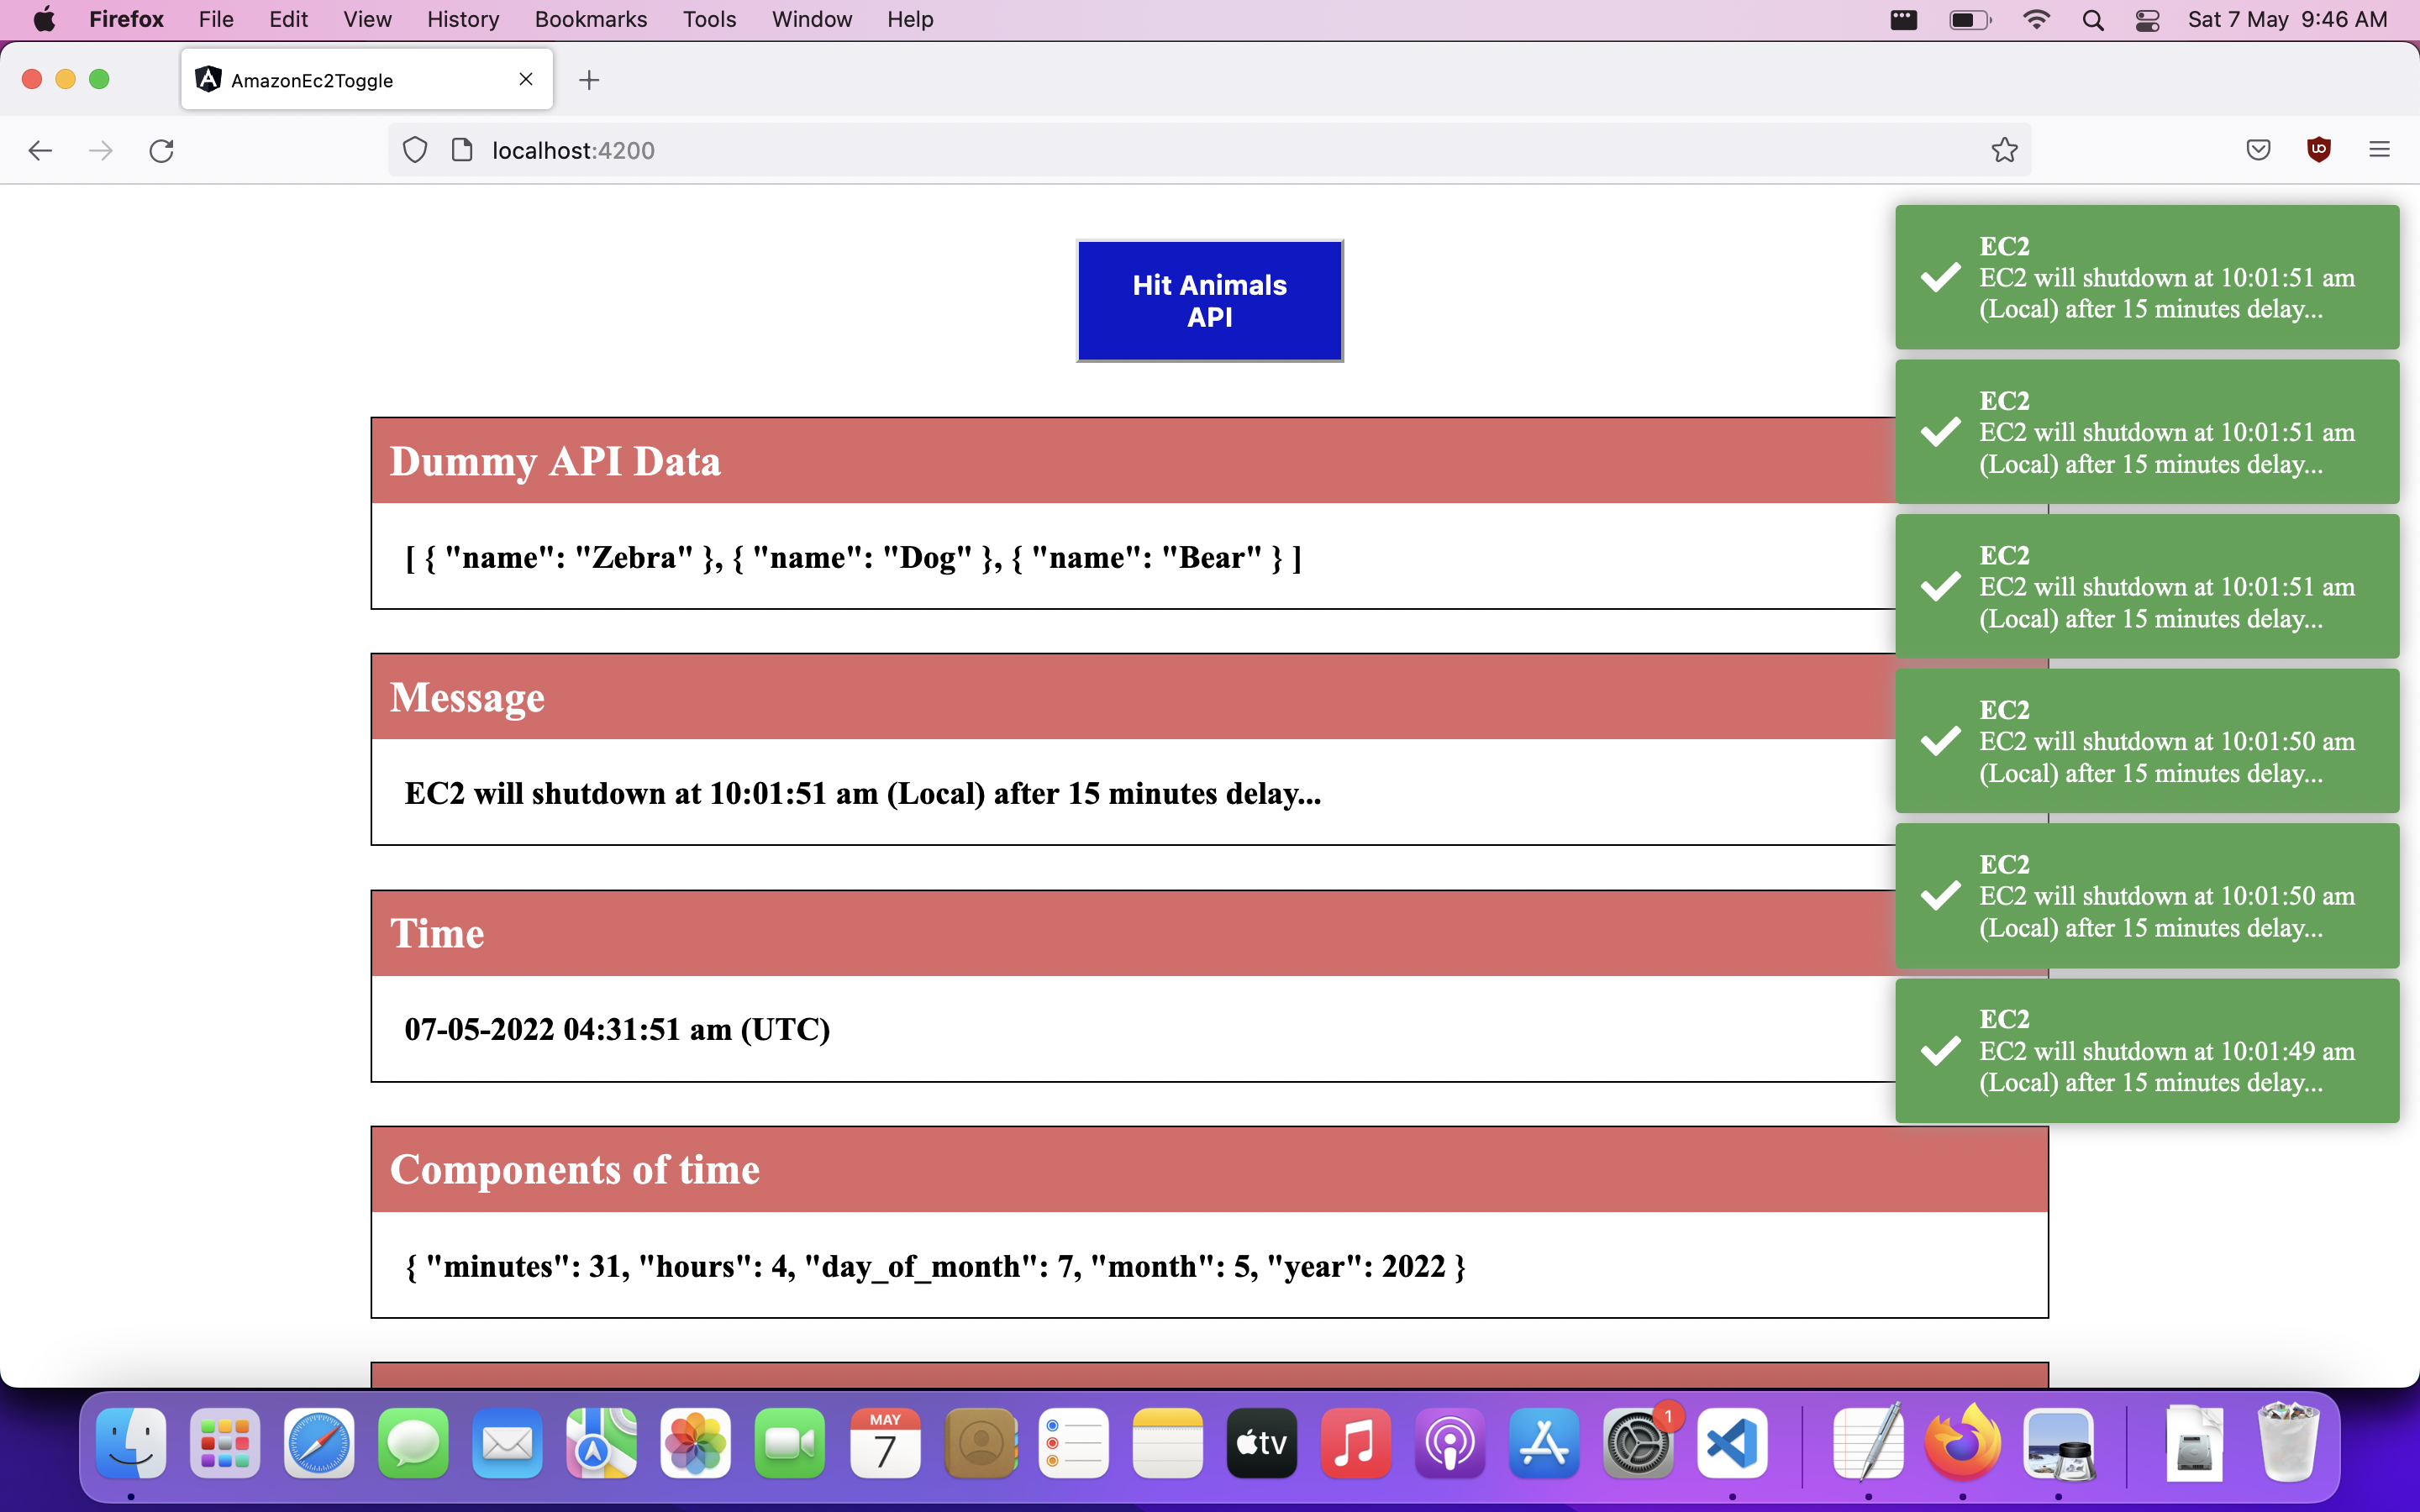 Firefox File Edit View History Bookmarks Tools Window Help Sat 7 May 9:46 AM
AmazonEc2Toggle
localhost:4200
Hit Animals
API
Dummy API Data
[ { "name": "Zebra" }, { "name": "Dog" }, { "name": "Bear" } ]
Message
EC2 will shutdown at 10:01:51 am (Local) after 15 minutes delay...
Time
07-05-2022 04:31:51 am (UTC)
Components of time
{ "minutes": 31, "hours": 4, "day_of_month": 7, "month": 5, "year": 2022 }
EC2
EC2 will shutdown at 10:01:51 am
(Local) after 15 minutes delay...
EC2
EC2 will shutdown at 10:01:51 am
(Local) after 15 minutes delay...
EC2
EC2 will shutdown at 10:01:51 am
(Local) after 15 minutes delay...
EC2
EC2 will shutdown at 10:01:50 am
(Local) after 15 minutes delay...
EC2
EC2 will shutdown at 10:01:50 am
(Local) after 15 minutes delay...
EC2
EC2 will shutdown at 10:01:49 am
(Local) after 15 minutes delay...
MAY
7
tv
1